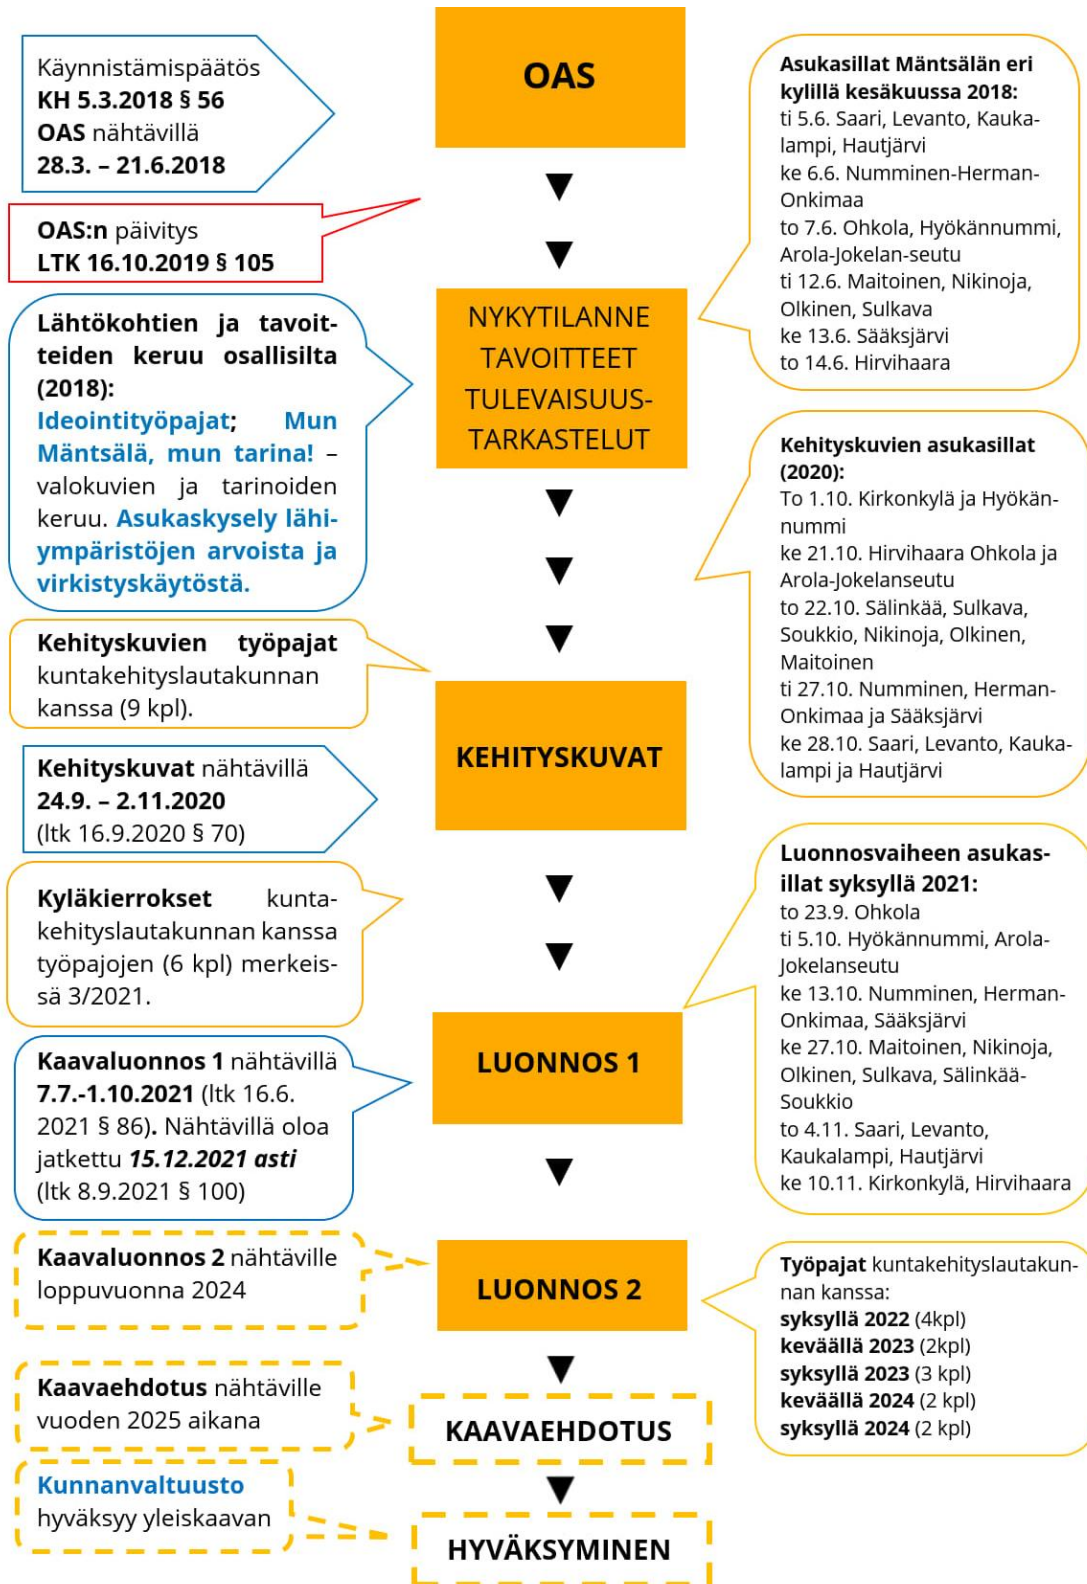 OAS
Käynnistämispäätös
KH 5.3.2018 § 56
OAS nähtävillä
28.3. – 21.6.2018
OAS:n päivitys
LTK 16.10.2019 § 105
Asukasillat Mäntsälän eri
kylillä kesäkuussa 2018:
ti 5.6. Saari, Levanto, Kauka-
lampi, Hautjärvi
ke 6.6. Numminen-Herman-
Onkimaa
to 7.6. Ohkola, Hyökännummi,
Arola-Jokelan-seutu
ti 12.6. Maitoinen, Nikinoja,
Olkinen, Sulkava
ke 13.6. Sääksjärvi
to 14.6. Hirvihaara
Lähtökohtien ja tavoit-
teiden keruu osallisilta
(2018):
Ideointityöpajat; Mun
Mäntsälä, mun tarina! –
valokuvien ja tarinoiden
keruu. Asukaskysely lähi-
ympäristöjen arvoista ja
virkistyskäytöstä.
NYKYTILANNE
TAVOITTEET
TULEVAISUUS-
TARKASTELUT
Kehityskuvien asukasillat
(2020):
To 1.10. Kirkonkylä ja Hyökän-
nummi
ke 21.10. Hirvihaara Ohkola ja
Arola-Jokelanseutu
to 22.10. Sälinkää, Sulkava,
Soukkio, Nikinoja, Olkinen,
Maitoinen
ti 27.10. Numminen, Herman-
Onkimaa ja Sääksjärvi
ke 28.10. Saari, Levanto, Kauka-
lampi ja Hautjärvi
Kehityskuvien työpajat
kuntakehityslautakunnan
kanssa (9 kpl).
KEHITYSKUVAT
Kehityskuvat nähtävillä
24.9. – 2.11.2020
(ltk 16.9.2020 § 70)
Kyläkierrokset kunta-
kehityslautakunnan kanssa
työpajojen (6 kpl) merkeis-
sä 3/2021.
Luonnosvaiheen asukas-
illat syksyllä 2021:
to 23.9. Ohkola
ti 5.10. Hyökännummi, Arola-
Jokelanseutu
ke 13.10. Numminen, Herman-
Onkimaa, Sääksjärvi
ke 27.10. Maitoinen, Nikinoja,
Olkinen, Sulkava, Sälinkää-
Soukkio
to 4.11. Saari, Levanto,
Kaukalampi, Hautjärvi
ke 10.11. Kirkonkylä, Hirvihaara
LUONNOS 1
Kaavaluonnos 1 nähtävillä
7.7.-1.10.2021 (ltk 16.6.
2021 § 86). Nähtävillä oloa
jatkettu 15.12.2021 asti
(ltk 8.9.2021 § 100)
Kaavaluonnos 2 nähtäville
loppuvuonna 2024
LUONNOS 2
Työpajat kuntakehityslautakun-
nan kanssa:
syksyllä 2022 (4kpl)
keväällä 2023 (2kpl)
syksyllä 2023 (3 kpl)
keväällä 2024 (2 kpl)
syksyllä 2024 (2 kpl)
Kaavaehdotus nähtäville
vuoden 2025 aikana
KAAVAEHDOTUS
Kunnanvaltuusto
hyväksyy yleiskaavan
HYVÄKSYMINEN